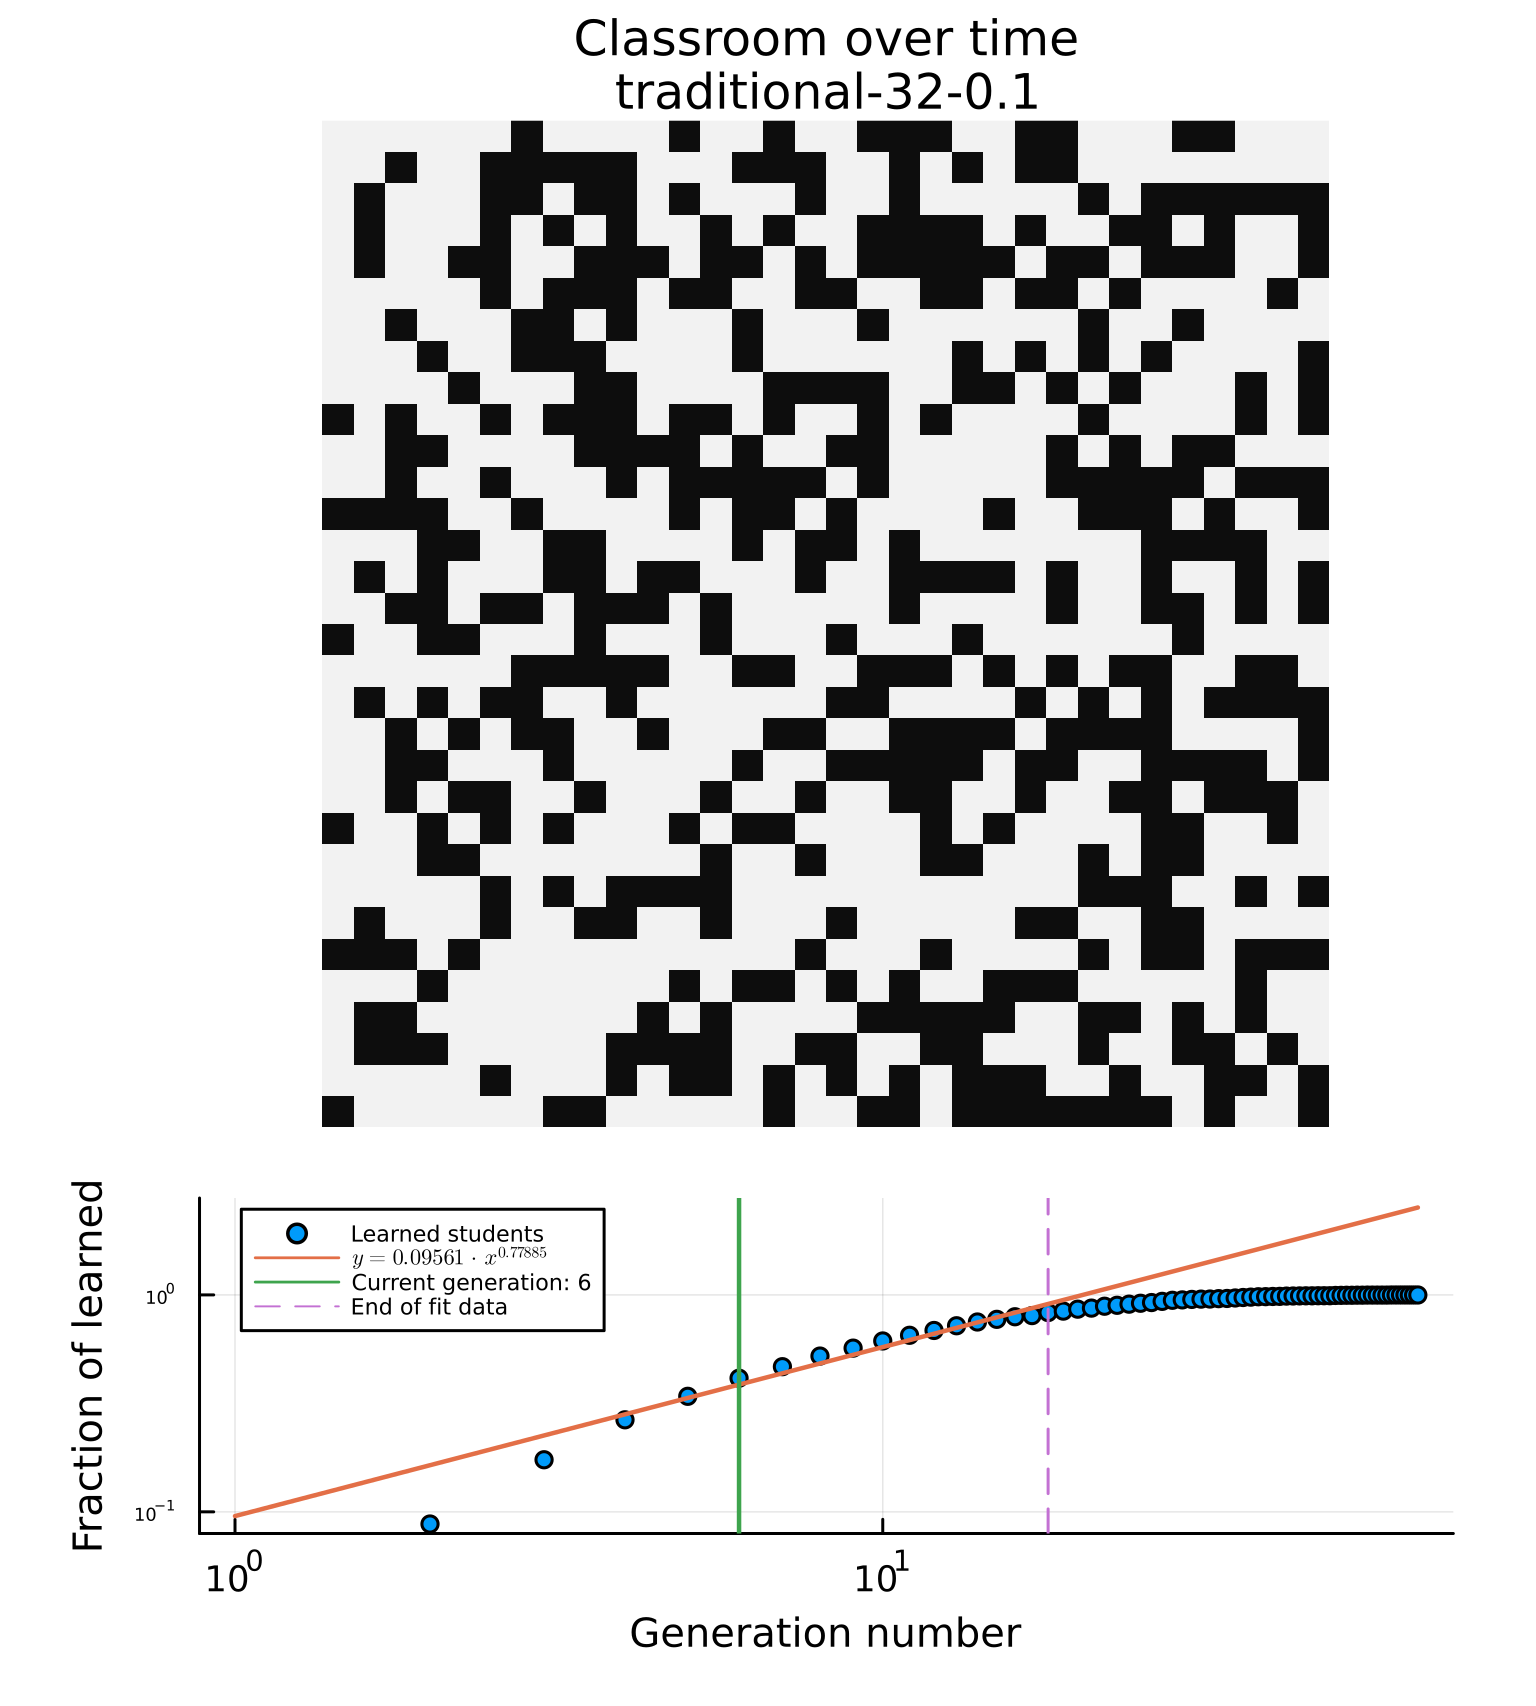 Classroom over time
traditional-32-0.1
Fraction of learned
Learned students
y = 0.09561 · x^0.77885
Current generation: 6
End of fit data
10^0
10^−1
10^0
10^1
Generation number